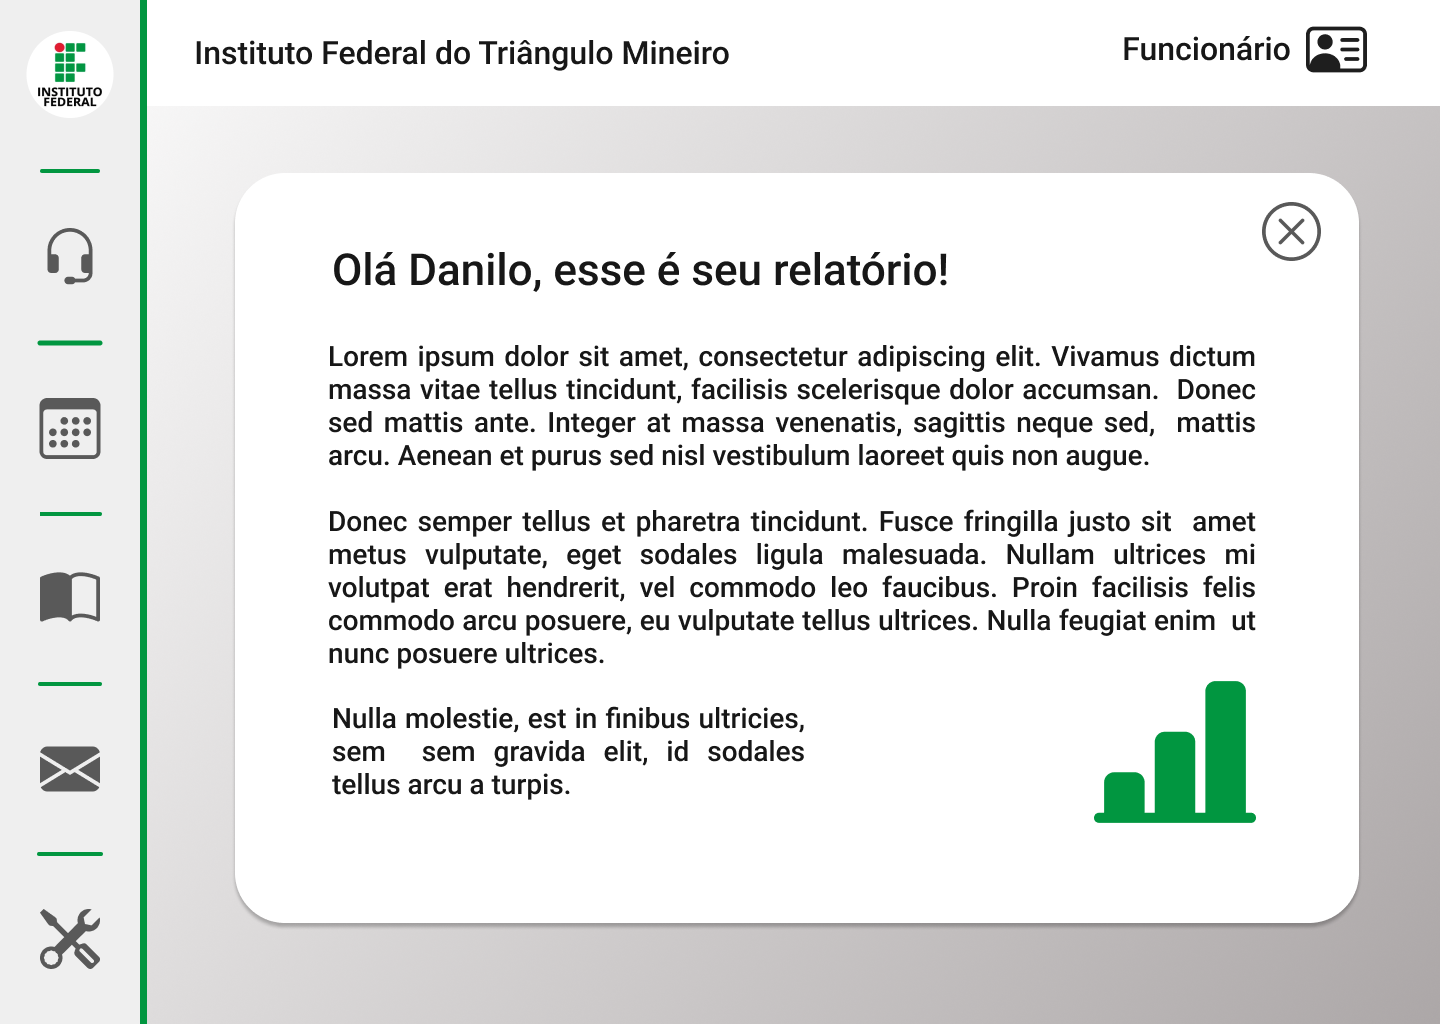 INSTITUTO
FEDERAL
Instituto Federal do Triângulo Mineiro
Funcionário
Olá Danilo, esse é seu relatório!
Lorem ipsum dolor sit amet, consectetur adipiscing elit. Vivamus dictum
massa vitae tellus tincidunt, facilisis scelerisque dolor accumsan. Donec
sed mattis ante. Integer at massa venenatis, sagittis neque sed, mattis
arcu. Aenean et purus sed nisl vestibulum laoreet quis non augue.
Donec semper tellus et pharetra tincidunt. Fusce fringilla justo sit amet
metus vulputate, eget sodales ligula malesuada. Nullam ultrices mi
volutpat erat hendrerit, vel commodo leo faucibus. Proin facilisis felis
commodo arcu posuere, eu vulputate tellus ultrices. Nulla feugiat enim ut
nunc posuere ultrices.
Nulla molestie, est in finibus ultricies,
sem sem gravida elit, id sodales
tellus arcu a turpis.